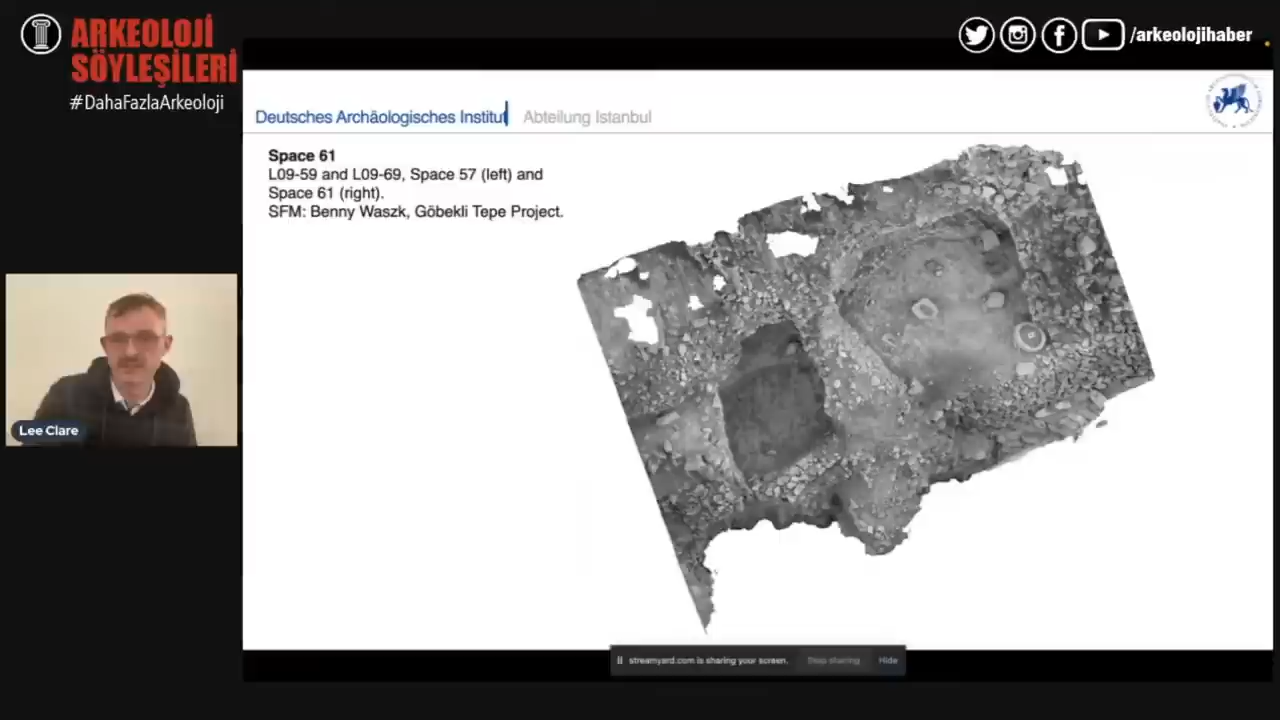 ARKEOLOJİ
SÖYLEŞİLERİ
#DahaFazlaArkeoloji
/arkeolojihaber
Deutsches Archäologisches Institut Abteilung Istanbul
Space 61
L09-59 and L09-69, Space 57 (left) and
Space 61 (right).
SFM: Benny Waszk, Göbekli Tepe Project.
Lee Clare
streamyard.com is sharing your screen. Stop sharing Hide